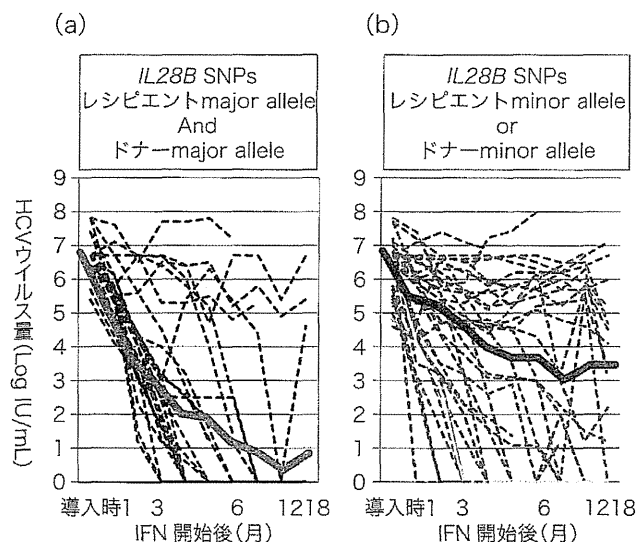 (a)
IL28B SNPs
レシピエントmajor allele
And
ドナーmajor allele
(b)
IL28B SNPs
レシピエントminor allele
or
ドナーminor allele
HCVウイルス量(Log IU/mL)
9
8
7
6
5
4
3
2
1
0
導入時1 3 6 1218
IFN 開始後(月)
9
8
7
6
5
4
3
2
1
0
導入時1 3 6 1218
IFN 開始後(月)